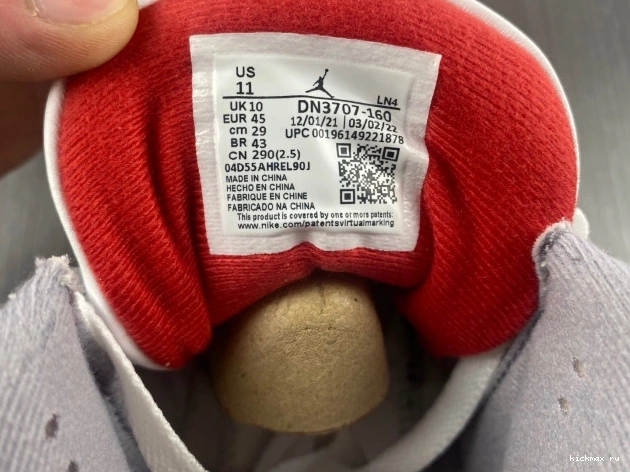 US
11
LN4
UK 10
DN3707-160
EUR 45
12/01/21 | 03/02/22
cm 29
UPC 00196149221878
BR 43
CN 290(2.5)
04D55AHREL90J
MADE IN CHINA
HECHO EN CHINA
FABRIQUE EN CHINE
FABRICADO NA CHINA
This product is covered by one or more patents:
www.nike.com/patentsvirtualmarking
kickmax ru